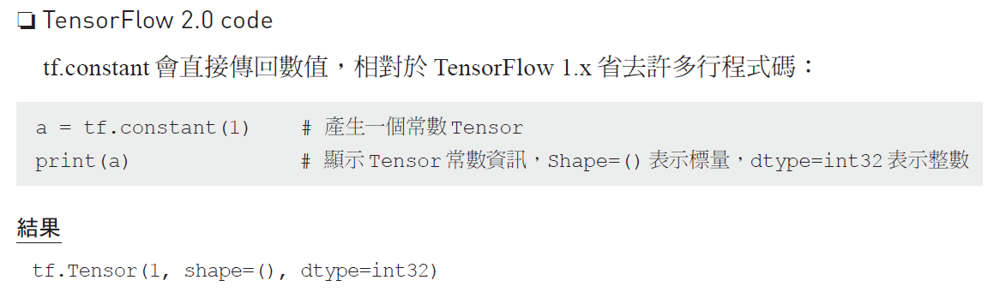 ❏ TensorFlow 2.0 code
tf.constant 會直接傳回數值，相對於 TensorFlow 1.x 省去許多行程式碼：
a = tf.constant(1)    # 產生一個常數 Tensor
print(a)              # 顯示 Tensor 常數資訊，Shape=() 表示標量，dtype=int32 表示整數
結果
tf.Tensor(1, shape=(), dtype=int32)